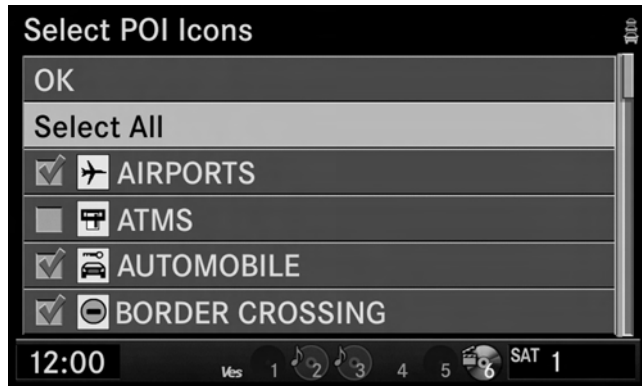 Select POI Icons
OK
Select All
AIRPORTS
ATMS
AUTOMOBILE
BORDER CROSSING
12:00 Ves 1 2 3 4 5 6 SAT 1